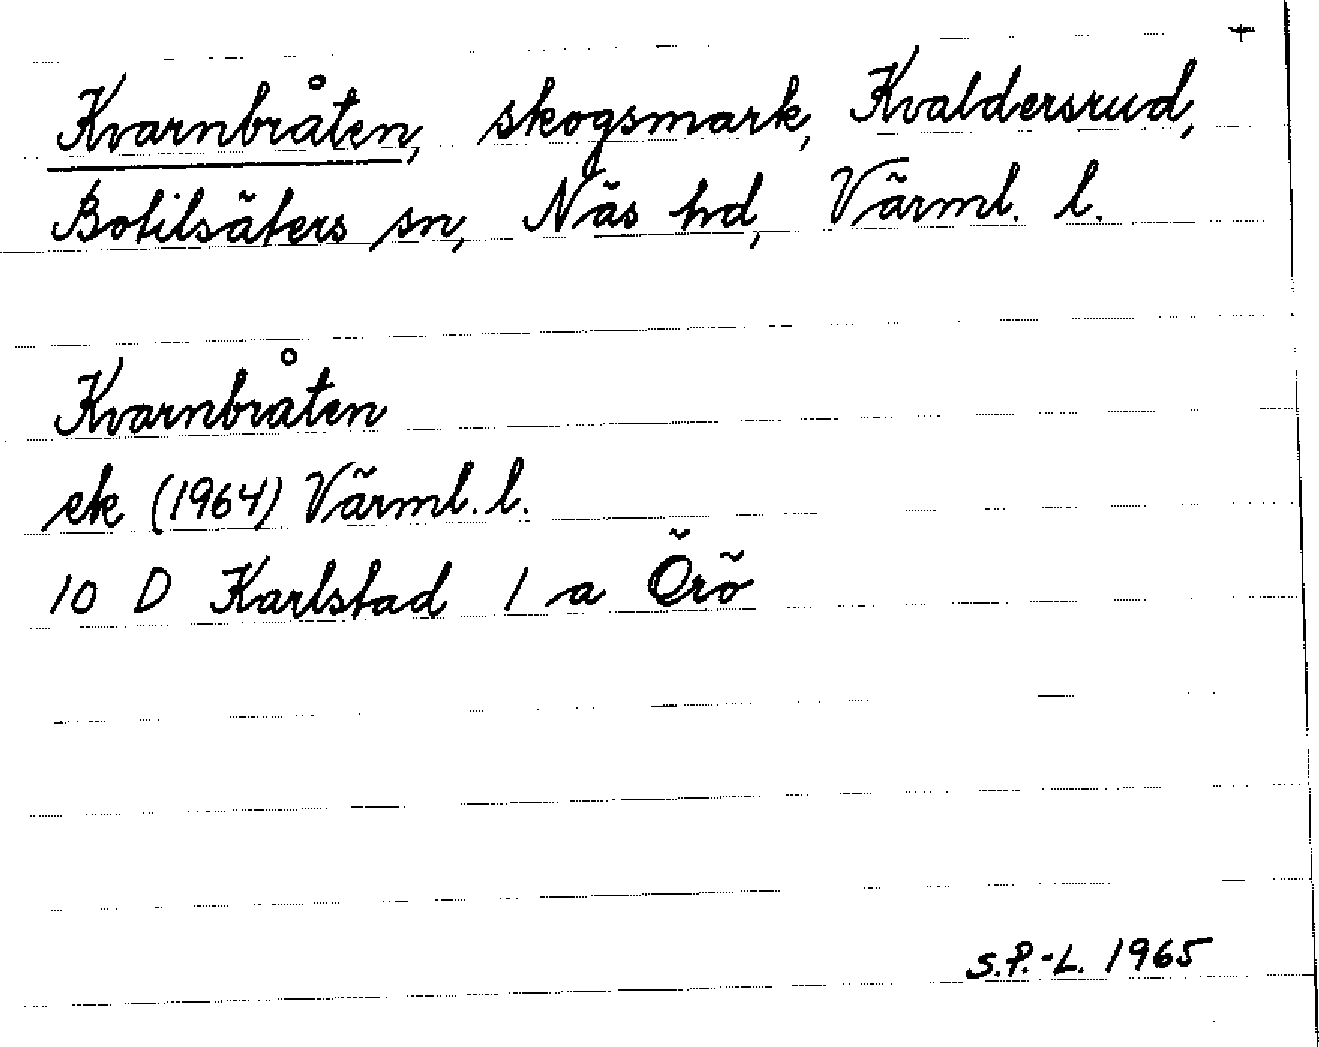 +
Kvarnbråten, skogsmark, Kvaldersrud,
Botilsäters sn, Näs hd, Värml. l.
Kvarnbråten
ek (1964) Värml. l.
10 D Karlstad 1 a Örö
S.P.-L. 1965